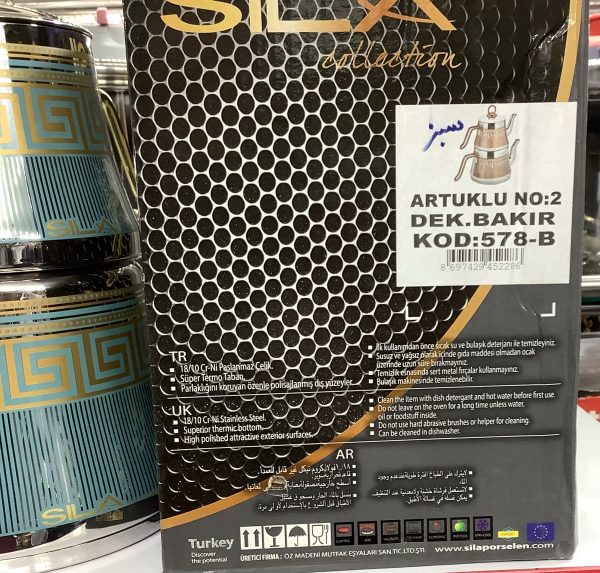 SILA
collection
سبز
ARTUKLU NO:2
DEK.BAKIR
KOD:578-B
8 697429 452286
SILA
SILA
TR
18/10 Cr-Ni Paslanmaz Çelik.
Süper Termo Taban.
Parlaklığını koruyan özenle polisajlanmış dış yüzeyler.
İlk kullanımdan önce sıcak su ve bulaşık deterjanı ile temizleyiniz.
Susuz ve yağsız olarak içinde gıda maddesi olmadan ocak
üzerinde uzun süre bırakmayınız.
Temizlik esnasında sert metal fırçalar kullanmayınız.
Bulaşık makinesinde temizlenebilir.
UK
18/10 Cr-Ni Stainless Steel.
Superior thermic bottom.
High polished attractive exterior surfaces.
Clean the item with dish detergant and hot water before first use.
Do not leave on the oven for a long time unless water,
oil or foodstuff inside.
Do not use hard abrasive brushes or helper for cleaning.
Can be cleaned in dishwasher.
AR
Turkey
Discover
the potential
ÜRETİCİ FİRMA : ÖZ MADENİ MUTFAK EŞYALARI SAN.TİC.LTD.ŞTİ.
www.silaporselen.com